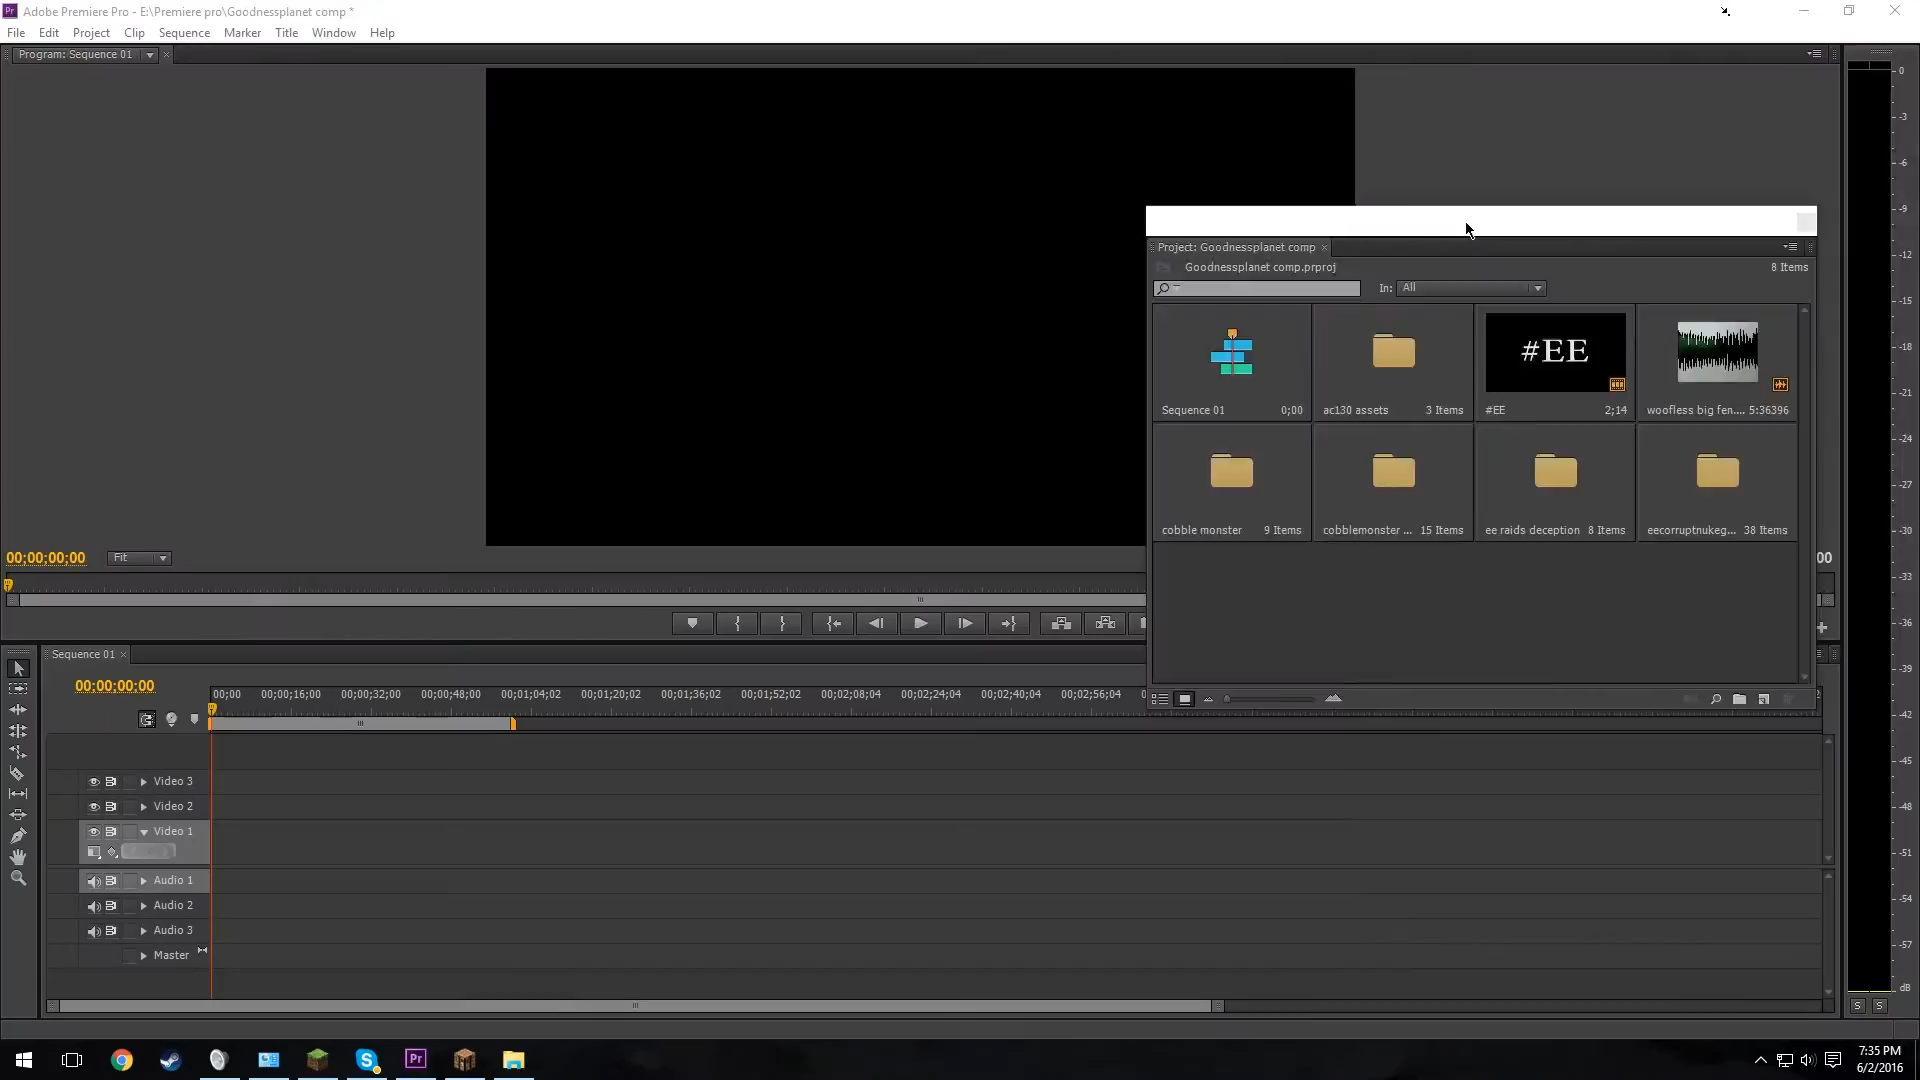 Adobe Premiere Pro - E:\Premiere pro\Goodnessplanet comp *
File Edit Project Clip Sequence Marker Title Window Help
Program: Sequence 01
Project: Goodnessplanet comp
Goodnessplanet comp.prproj 8 Items
In: All
#EE
Sequence 01 0;00
ac130 assets 3 Items
#EE 2;14
woofless big fen.... 5:36396
cobble monster 9 Items
cobblemonster ... 15 Items
ee raids deception 8 Items
eecorruptnukeg... 38 Items
00;00;00;00 Fit 00
Sequence 01
00;00;00;00
00;00 00;00;16;00 00;00;32;00 00;00;48;00 00;01;04;02 00;01;20;02 00;01;36;02 00;01;52;02 00;02;08;04 00;02;24;04 00;02;40;04 00;02;56;04
Video 3
Video 2
Video 1
Audio 1
Audio 2
Audio 3
Master
0
-3
-6
-9
-12
-15
-18
-21
-24
-27
-30
-33
-36
-39
-42
-45
-48
-51
-54
-57
dB
S S
Pr
7:35 PM
6/2/2016